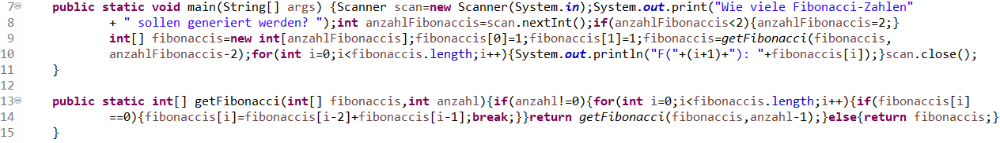 7 public static void main(String[] args) {Scanner scan=new Scanner(System.in);System.out.print("Wie viele Fibonacci-Zahlen"
8 + " sollen generiert werden? ");int anzahlFibonaccis=scan.nextInt();if(anzahlFibonaccis<2){anzahlFibonaccis=2;}
9 int[] fibonaccis=new int[anzahlFibonaccis];fibonaccis[0]=1;fibonaccis[1]=1;fibonaccis=getFibonacci(fibonaccis,
10 anzahlFibonaccis-2);for(int i=0;i<fibonaccis.length;i++){System.out.println("F("+(i+1)+"): "+fibonaccis[i]);}scan.close();
11 }
12
13 public static int[] getFibonacci(int[] fibonaccis,int anzahl){if(anzahl!=0){for(int i=0;i<fibonaccis.length;i++){if(fibonaccis[i]
14 ==0){fibonaccis[i]=fibonaccis[i-2]+fibonaccis[i-1];break;}}return getFibonacci(fibonaccis,anzahl-1);}else{return fibonaccis;}
15 }